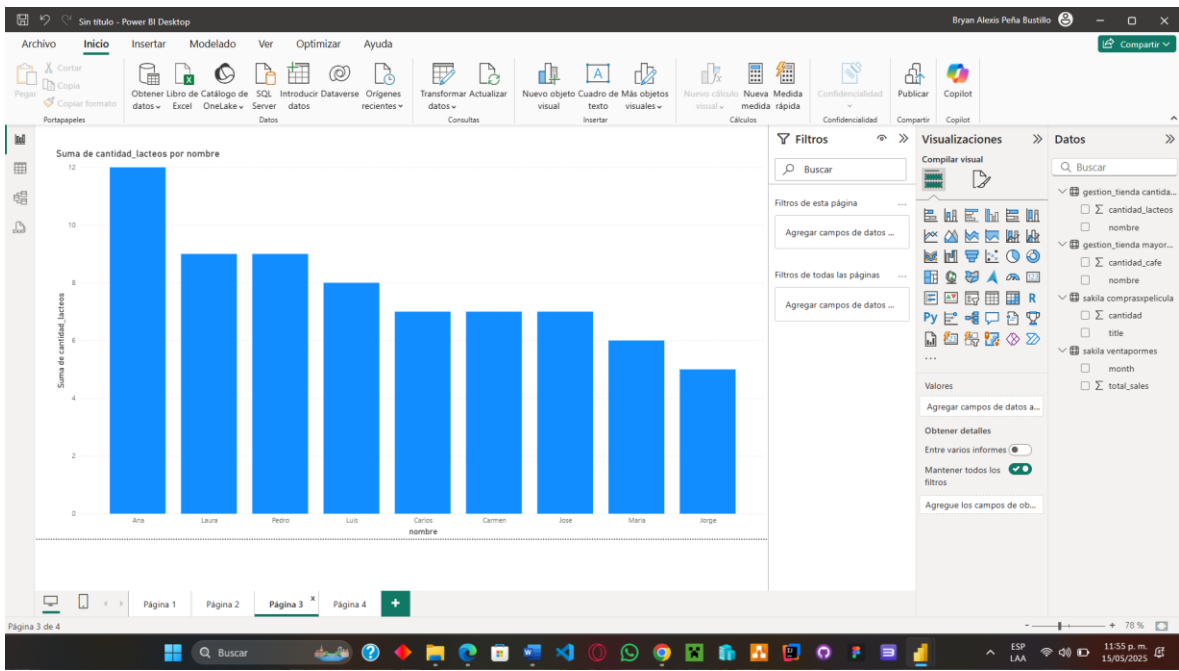 Sin título - Power BI Desktop
Bryan Alexis Peña Bustillo
Archivo Inicio Insertar Modelado Ver Optimizar Ayuda
Compartir
Pegar
Cortar
Copia
Copiar formato
Portapapeles
Obtener datos
Libro de Excel
Catálogo de OneLake
SQL Server
Introducir datos
Dataverse
Orígenes recientes
Datos
Transformar datos
Actualizar
Consultas
Nuevo objeto visual
Cuadro de texto
Más objetos visuales
Insertar
Nuevo cálculo visual
Nueva medida
Medida rápida
Cálculos
Confidencialidad
Confidencialidad
Publicar
Compartir
Copilot
Copilot
Suma de cantidad_lacteos por nombre
Suma de cantidad_lacteos
12
10
8
6
4
2
0
Ana Laura Pedro Luis Carlos Carmen Jose Maria Jorge
nombre
Filtros
Buscar
Filtros de esta página ...
Agregar campos de datos ...
Filtros de todas las páginas ...
Agregar campos de datos ...
Visualizaciones
Compilar visual
R
Py
...
Valores
Agregar campos de datos a...
Obtener detalles
Entre varios informes
Mantener todos los
filtros
Agregue los campos de ob...
Datos
Buscar
gestion_tienda cantida...
cantidad_lacteos
nombre
gestion_tienda mayor...
cantidad_cafe
nombre
sakila comprasxpelicula
cantidad
title
sakila ventapormes
month
total_sales
Página 1 Página 2 Página 3 x Página 4 +
Página 3 de 4
- + 78 %
Buscar
ESP
LAA
11:55 p. m.
15/05/2025